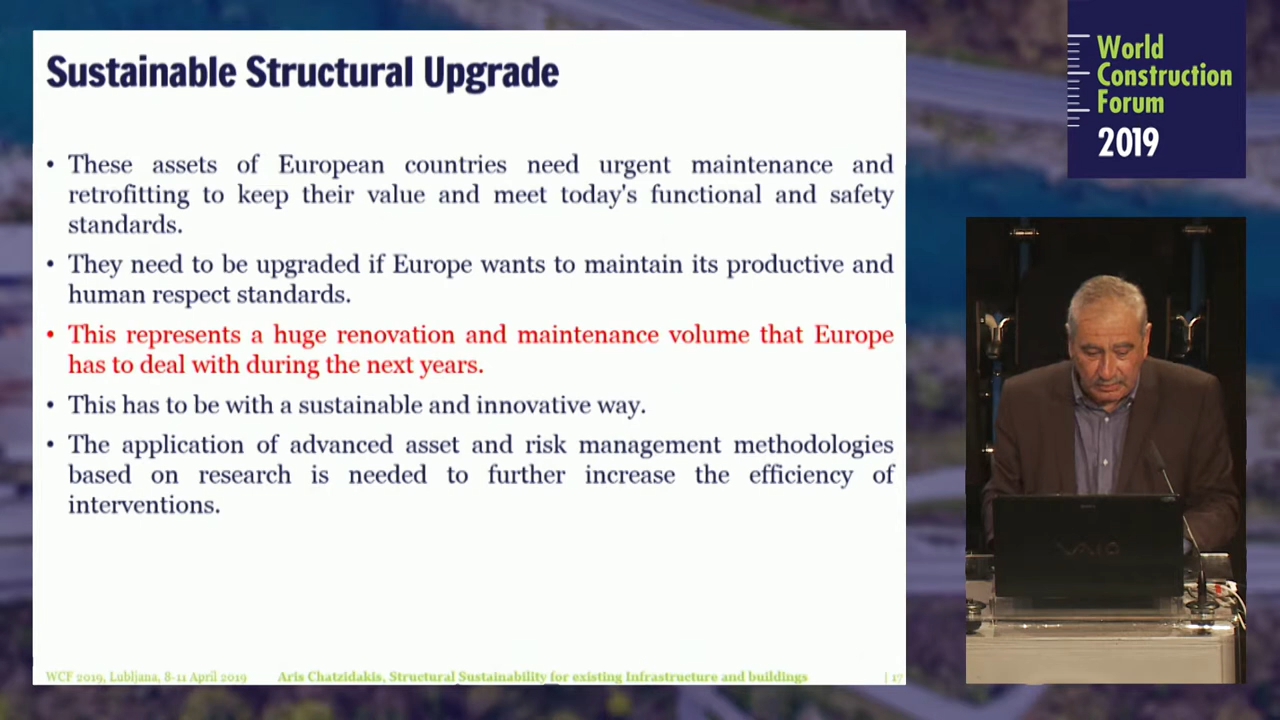 Sustainable Structural Upgrade
• These assets of European countries need urgent maintenance and
retrofitting to keep their value and meet today's functional and safety
standards.
• They need to be upgraded if Europe wants to maintain its productive and
human respect standards.
• This represents a huge renovation and maintenance volume that Europe
has to deal with during the next years.
• This has to be with a sustainable and innovative way.
• The application of advanced asset and risk management methodologies
based on research is needed to further increase the efficiency of
interventions.
WCF 2019, Lubljana, 8-11 April 2019 Aris Chatzidakis, Structural Sustainability for existing Infrastructure and buildings | 17
World
Construction
Forum
2019
VAIO